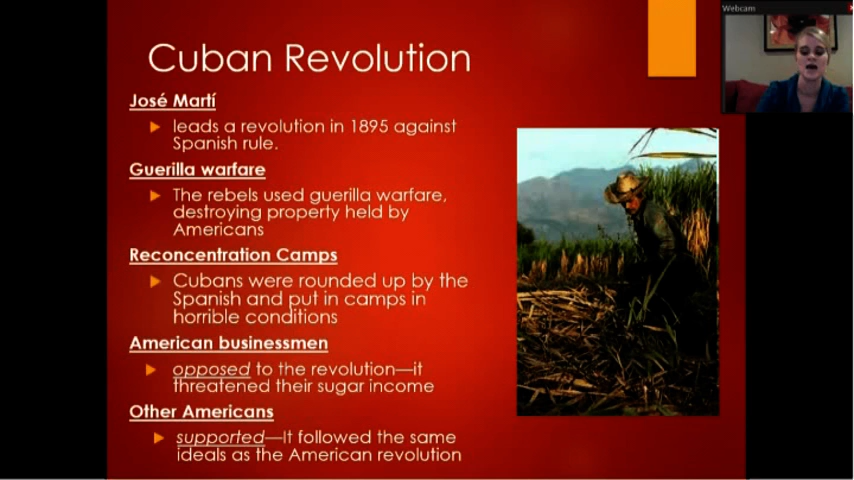 Webcam
Cuban Revolution
José Martí
leads a revolution in 1895 against
Spanish rule.
Guerilla warfare
The rebels used guerilla warfare,
destroying property held by
Americans
Reconcentration Camps
Cubans were rounded up by the
Spanish and put in camps in
horrible conditions
American businessmen
opposed to the revolution—it
threatened their sugar income
Other Americans
supported—It followed the same
ideals as the American revolution